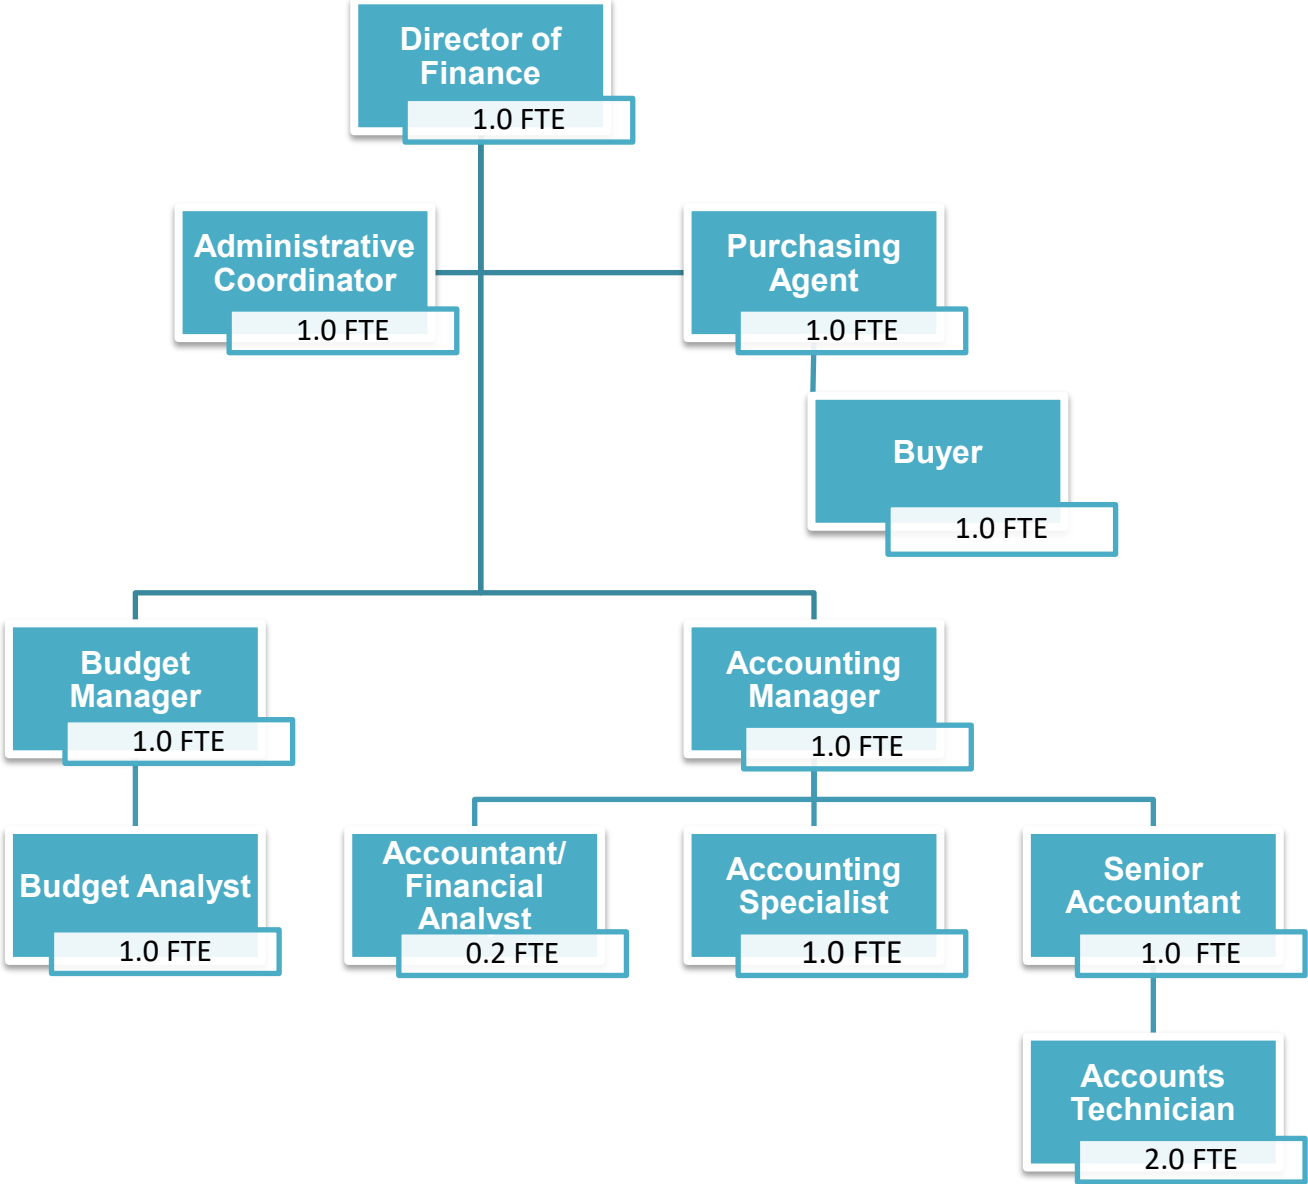 Director of
Finance
1.0 FTE
Administrative
Coordinator
1.0 FTE
Purchasing
Agent
1.0 FTE
Buyer
1.0 FTE
Budget
Manager
1.0 FTE
Accounting
Manager
1.0 FTE
Budget Analyst
1.0 FTE
Accountant/
Financial
Analyst
0.2 FTE
Accounting
Specialist
1.0 FTE
Senior
Accountant
1.0 FTE
Accounts
Technician
2.0 FTE